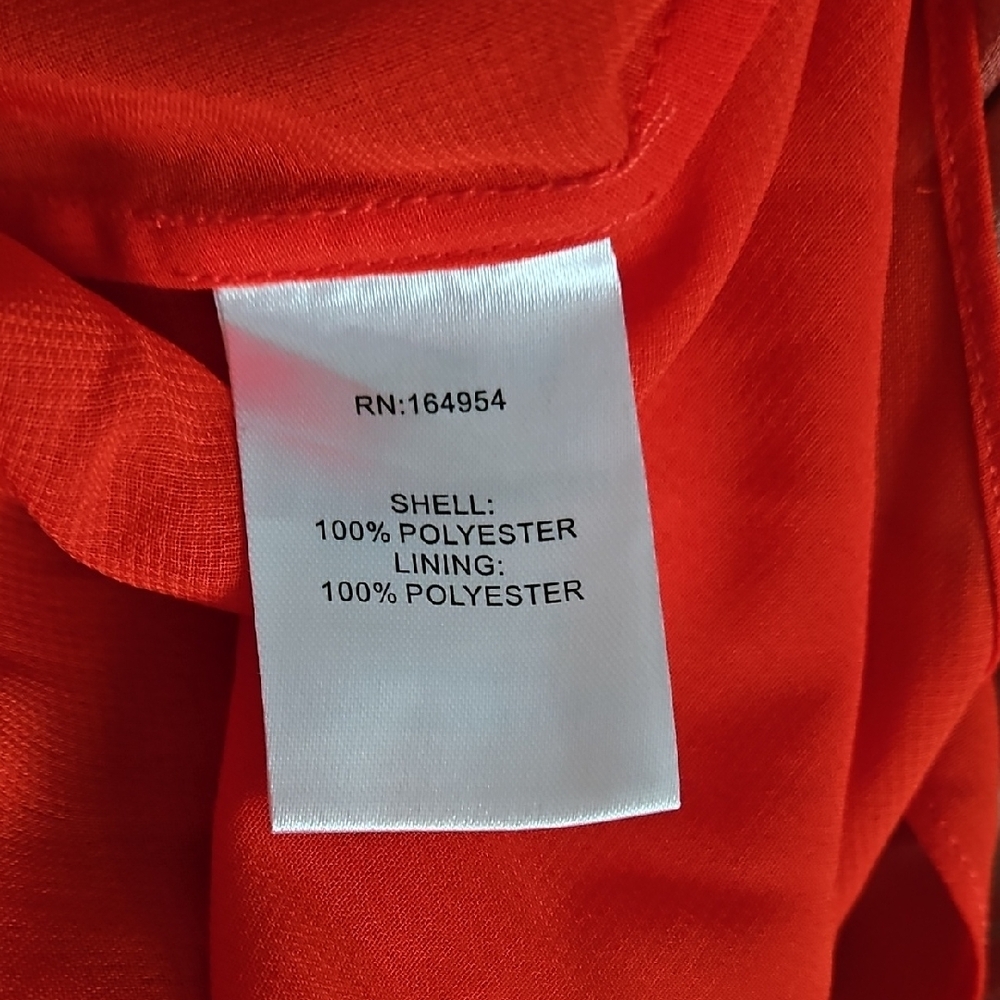 RN:164954
SHELL:
100% POLYESTER
LINING:
100% POLYESTER